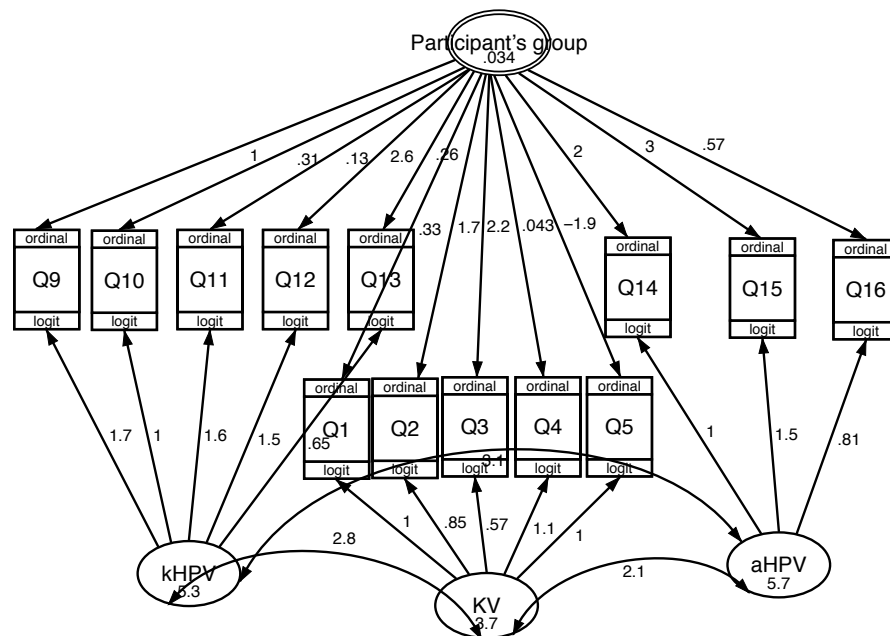 Participant's group
.034
1
.31
.13
2.6
.26
.33
1.7
2.2
.043
−1.9
2
3
.57
ordinal
Q9
logit
ordinal
Q10
logit
ordinal
Q11
logit
ordinal
Q12
logit
ordinal
Q13
logit
ordinal
Q14
logit
ordinal
Q15
logit
ordinal
Q16
logit
ordinal
Q1
logit
ordinal
Q2
logit
ordinal
Q3
logit
ordinal
Q4
logit
ordinal
Q5
logit
1.7
1
1.6
1.5
.65
3.1
1
1.5
.81
1
.85
.57
1.1
1
2.8
2.1
kHPV
5.3
KV
3.7
aHPV
5.7